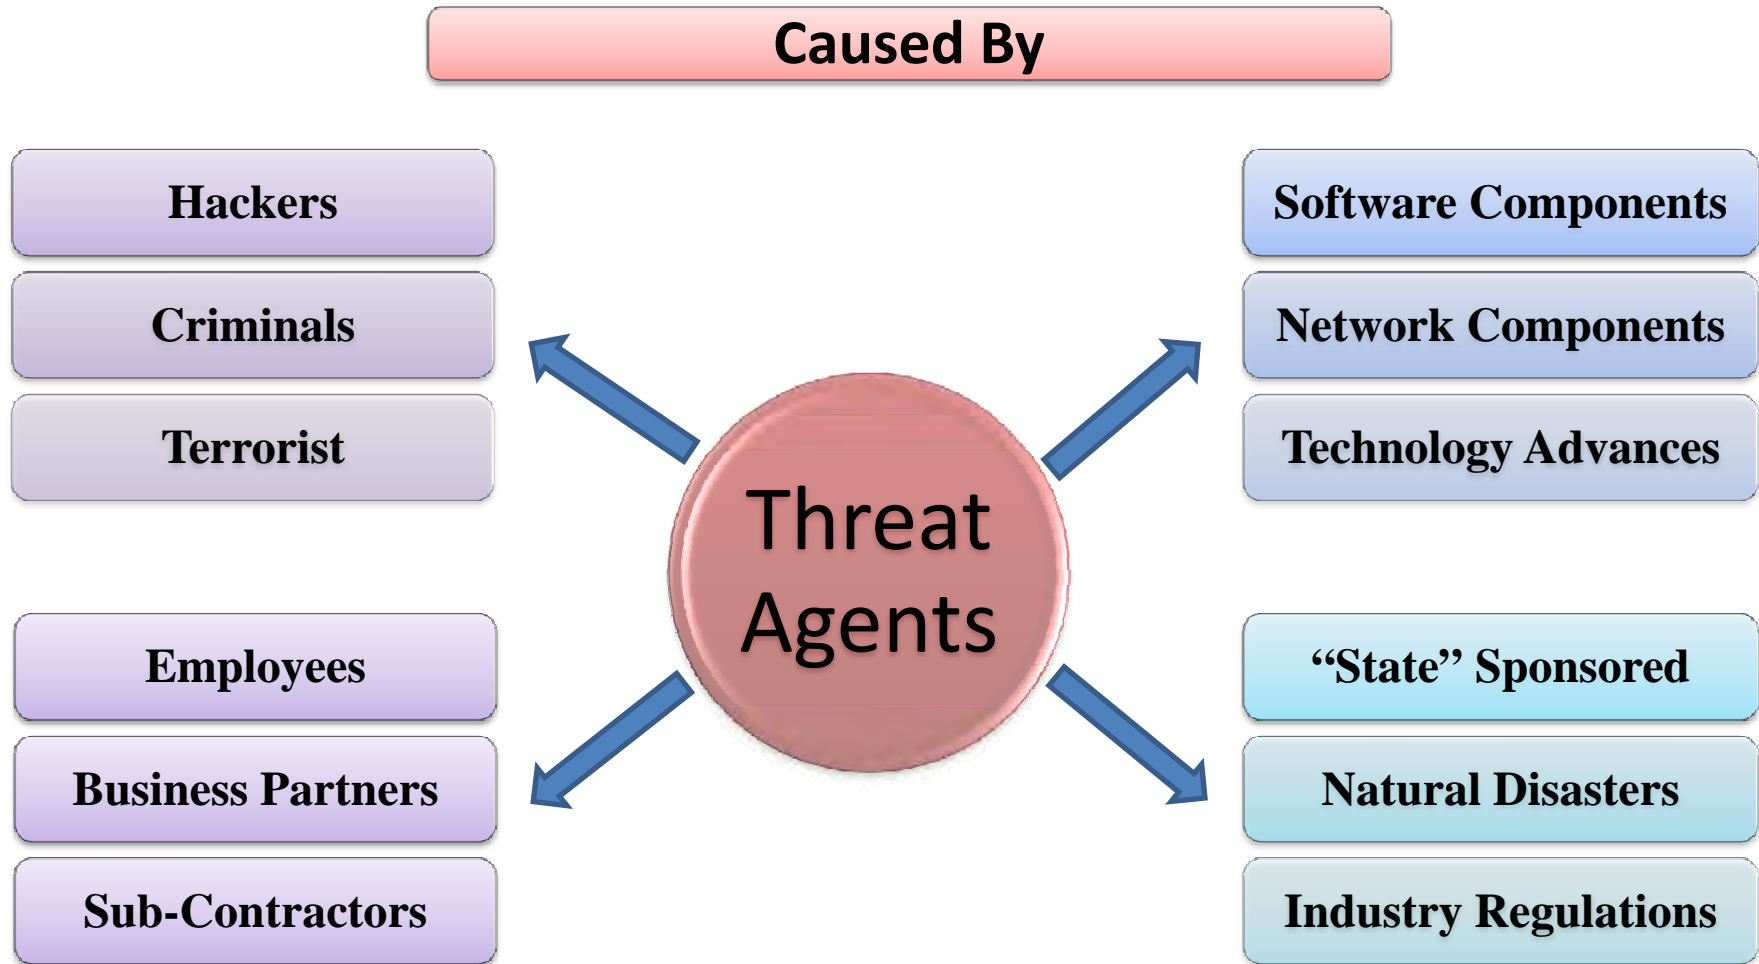 Caused By
Hackers
Criminals
Terrorist
Software Components
Network Components
Technology Advances
Threat
Agents
Employees
Business Partners
Sub-Contractors
“State” Sponsored
Natural Disasters
Industry Regulations